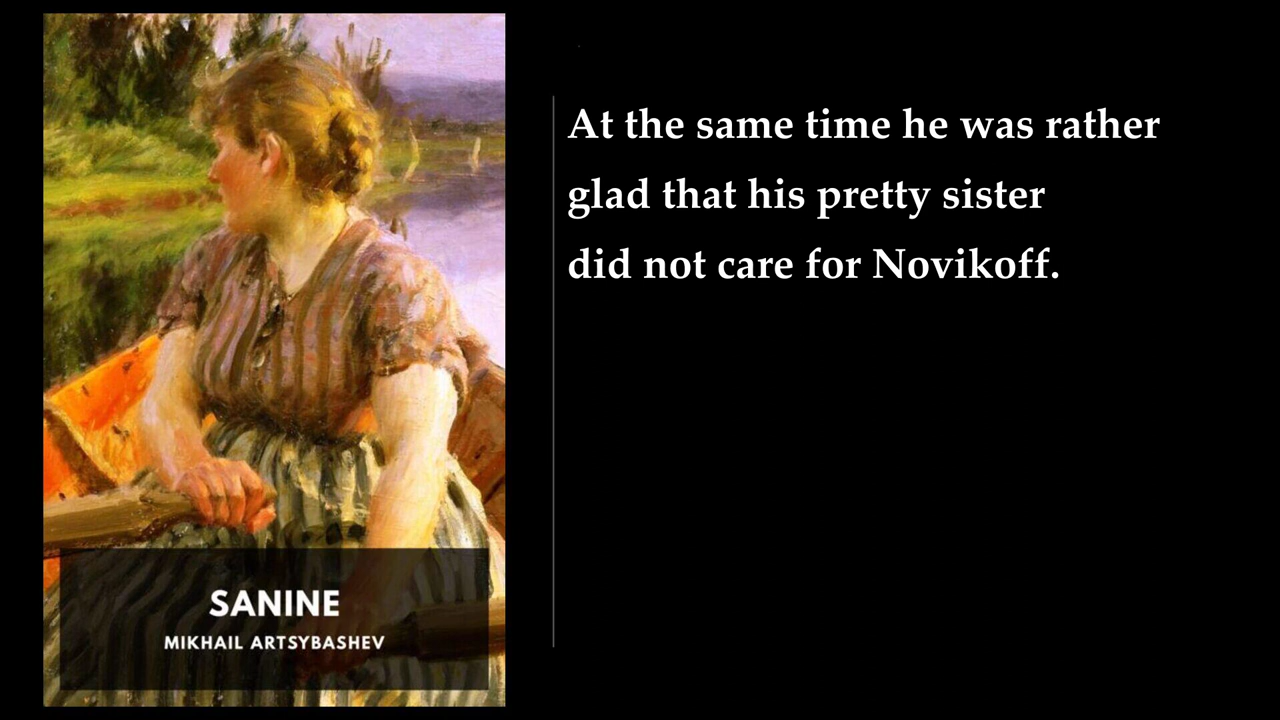 SANINE
MIKHAIL ARTSYBASHEV
At the same time he was rather
glad that his pretty sister
did not care for Novikoff.